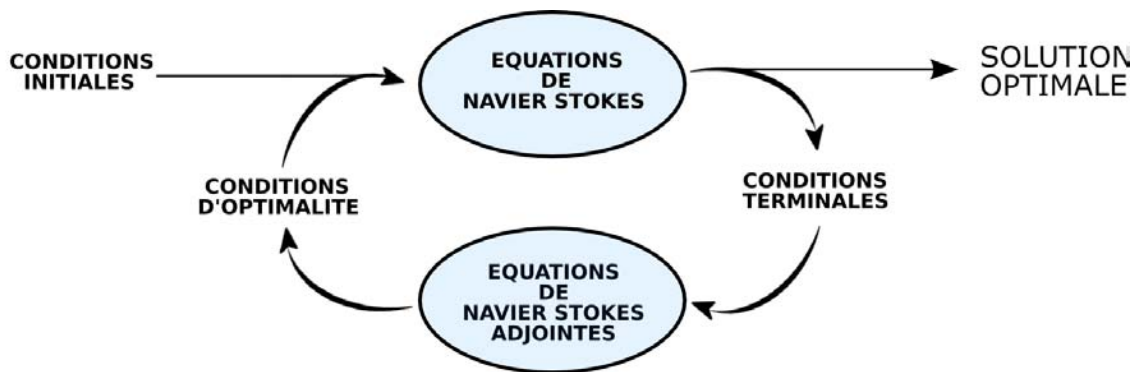 CONDITIONS
INITIALES
EQUATIONS
DE
NAVIER STOKES
SOLUTION
OPTIMALE
CONDITIONS
D'OPTIMALITE
CONDITIONS
TERMINALES
EQUATIONS
DE
NAVIER STOKES
ADJOINTES